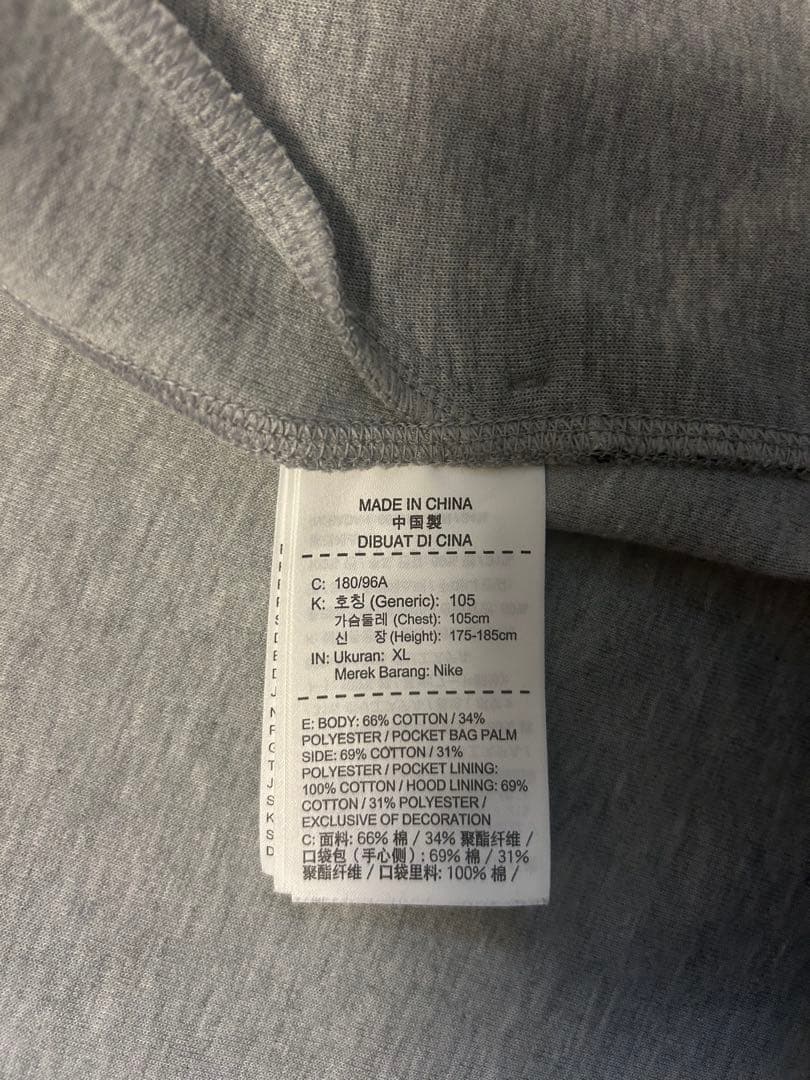 MADE IN CHINA
中国製
DIBUAT DI CINA
C: 180/96A
K: 호칭 (Generic): 105
가슴둘레 (Chest): 105cm
신 장 (Height): 175-185cm
IN: Ukuran: XL
Merek Barang: Nike
E: BODY: 66% COTTON / 34%
POLYESTER / POCKET BAG PALM
SIDE: 69% COTTON / 31%
POLYESTER / POCKET LINING:
100% COTTON / HOOD LINING: 69%
COTTON / 31% POLYESTER /
EXCLUSIVE OF DECORATION
C: 面料: 66% 棉 / 34% 聚酯纤维 /
口袋包（手心侧）: 69% 棉 / 31%
聚酯纤维 / 口袋里料: 100% 棉 /